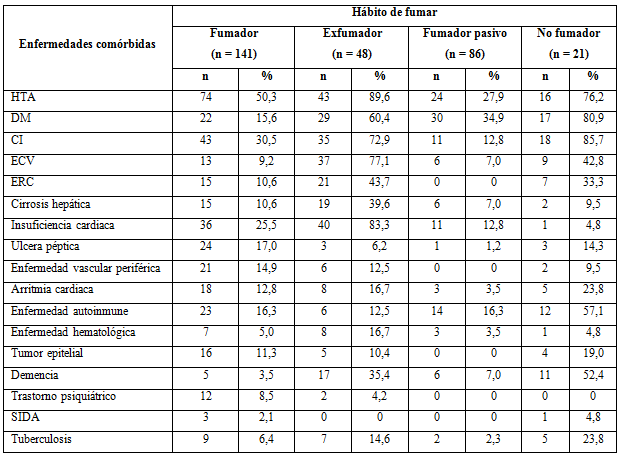 Enfermedades comórbidas Hábito de fumar
Fumador Exfumador Fumador pasivo No fumador
(n = 141) (n = 48) (n = 86) (n = 21)
n % n % n % n %
HTA 74 50,3 43 89,6 24 27,9 16 76,2
DM 22 15,6 29 60,4 30 34,9 17 80,9
CI 43 30,5 35 72,9 11 12,8 18 85,7
ECV 13 9,2 37 77,1 6 7,0 9 42,8
ERC 15 10,6 21 43,7 0 0 7 33,3
Cirrosis hepática 15 10,6 19 39,6 6 7,0 2 9,5
Insuficiencia cardiaca 36 25,5 40 83,3 11 12,8 1 4,8
Ulcera péptica 24 17,0 3 6,2 1 1,2 3 14,3
Enfermedad vascular periférica 21 14,9 6 12,5 0 0 2 9,5
Arritmia cardiaca 18 12,8 8 16,7 3 3,5 5 23,8
Enfermedad autoinmune 23 16,3 6 12,5 14 16,3 12 57,1
Enfermedad hematológica 7 5,0 8 16,7 3 3,5 1 4,8
Tumor epitelial 16 11,3 5 10,4 0 0 4 19,0
Demencia 5 3,5 17 35,4 6 7,0 11 52,4
Trastorno psiquiátrico 12 8,5 2 4,2 0 0 0 0
SIDA 3 2,1 0 0 0 0 1 4,8
Tuberculosis 9 6,4 7 14,6 2 2,3 5 23,8